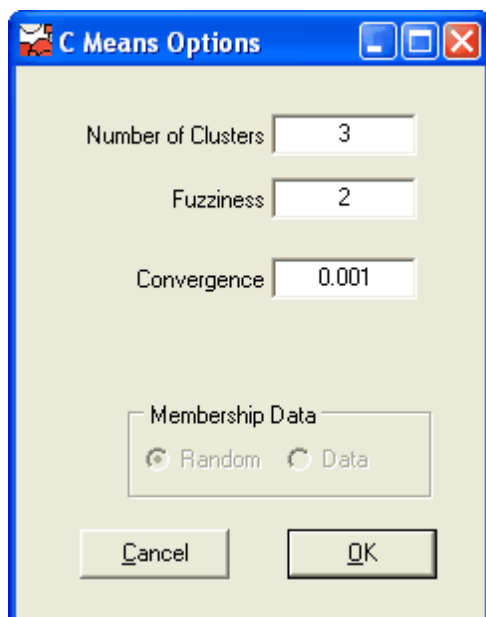 C Means Options
Number of Clusters 3
Fuzziness 2
Convergence 0.001
Membership Data
Random Data
Cancel OK